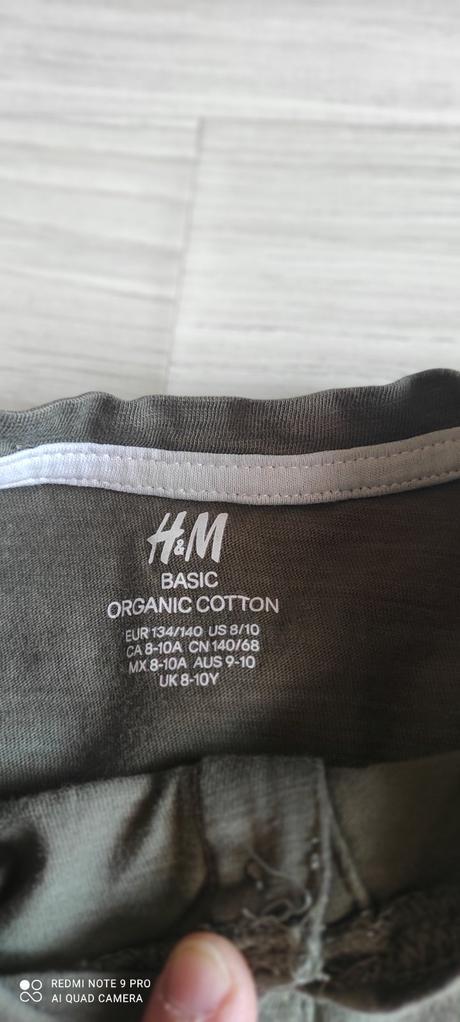 H&M
BASIC
ORGANIC COTTON
EUR 134/140 US 8/10
CA 8-10A CN 140/68
MX 8-10A AUS 9-10
UK 8-10Y
REDMI NOTE 9 PRO
AI QUAD CAMERA